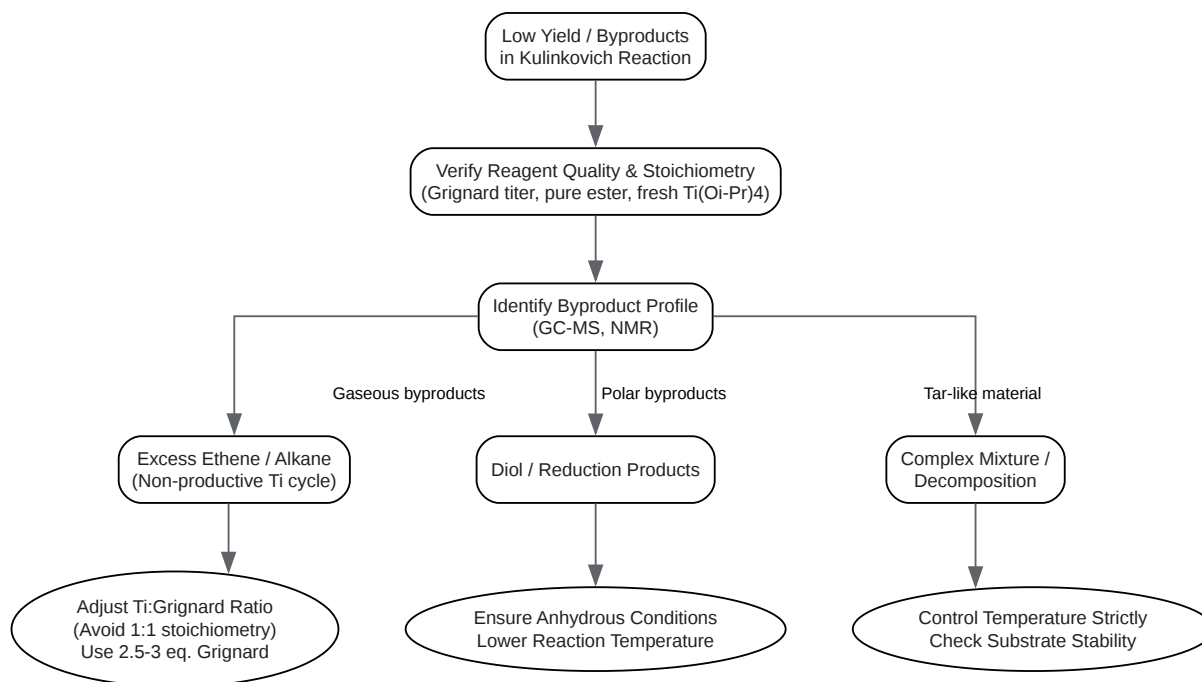 Low Yield / Byproducts
in Kulinkovich Reaction
Verify Reagent Quality & Stoichiometry
(Grignard titer, pure ester, fresh Ti(Oi-Pr)4)
Identify Byproduct Profile
(GC-MS, NMR)
Gaseous byproducts
Polar byproducts
Tar-like material
Excess Ethene / Alkane
(Non-productive Ti cycle)
Diol / Reduction Products
Complex Mixture /
Decomposition
Adjust Ti:Grignard Ratio
(Avoid 1:1 stoichiometry)
Use 2.5-3 eq. Grignard
Ensure Anhydrous Conditions
Lower Reaction Temperature
Control Temperature Strictly
Check Substrate Stability